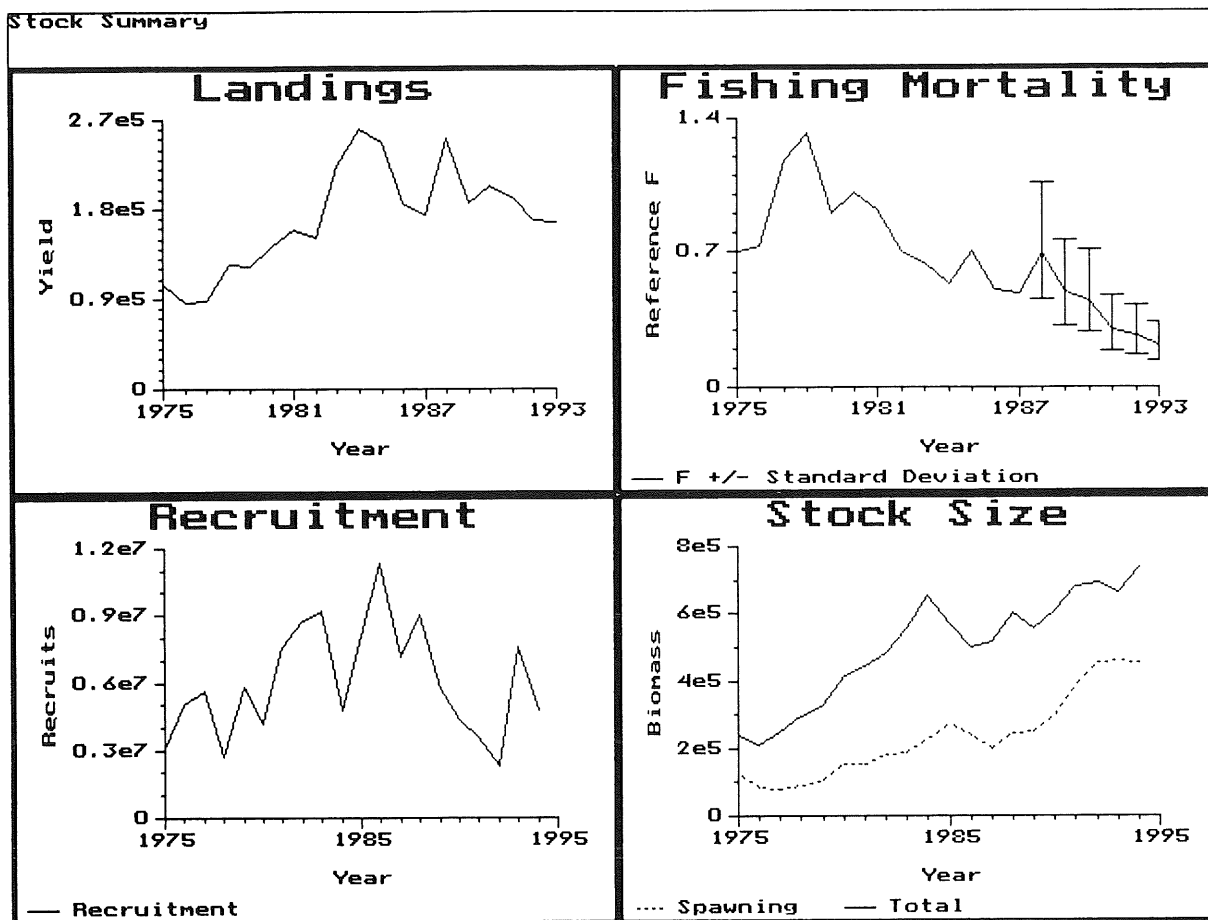 Stock Summary
Landings
2.7e5
1.8e5
0.9e5
0
Yield
1975 1981 1987 1993
Year
Fishing Mortality
1.4
0.7
0
Reference F
1975 1981 1987 1993
Year
F +/- Standard Deviation
Recruitment
1.2e7
0.9e7
0.6e7
0.3e7
0
Recruits
1975 1985 1995
Year
Recruitment
Stock Size
8e5
6e5
4e5
2e5
0
Biomass
1975 1985 1995
Year
Spawning Total